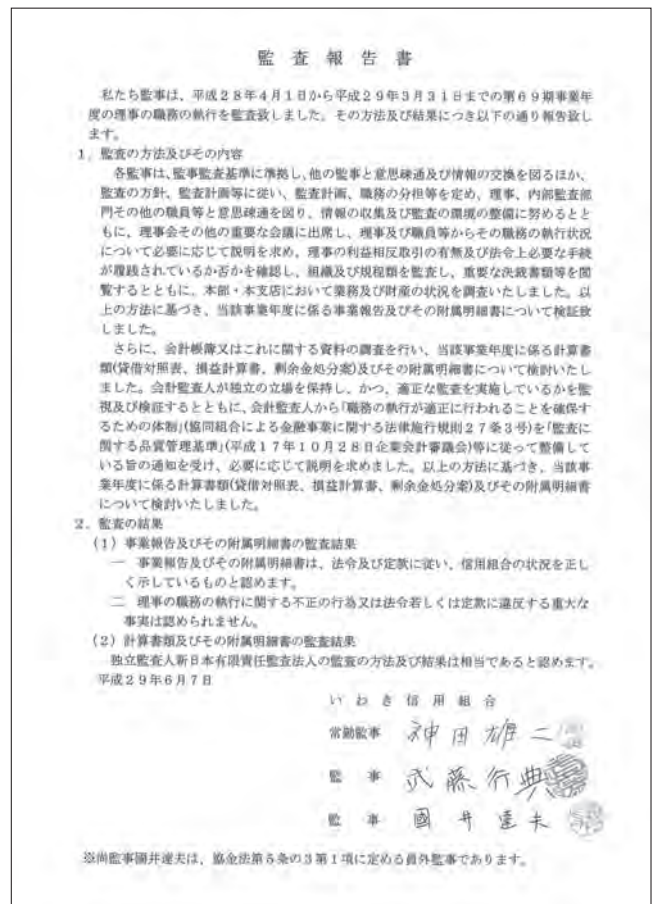 監査報告書
私たち監事は、平成28年4月1日から平成29年3月31日までの第69期事業年
度の理事の職務の執行を監査致しました。その方法及び結果につき以下の通り報告致し
ます。
1．監査の方法及びその内容
各監事は、監事監査基準に準拠し、他の監事と意思疎通及び情報の交換を図るほか、
監査の方針、監査計画等に従い、監査計画、職務の分担等を定め、理事、内部監査部
門その他の職員等と意思疎通を図り、情報の収集及び監査の環境の整備に努めるとと
もに、理事会その他の重要な会議に出席し、理事及び職員等からその職務の執行状況
について必要に応じて説明を求め、理事の利益相反取引の有無及び法令上必要な手続
が履践されているか否かを確認し、組織及び規程類を監査し、重要な決裁書類等を閲
覧するとともに、本部・本支店において業務及び財産の状況を調査いたしました。以
上の方法に基づき、当該事業年度に係る事業報告及びその附属明細書について検証致
しました。
さらに、会計帳簿又はこれに関する資料の調査を行い、当該事業年度に係る計算書
類(貸借対照表、損益計算書、剰余金処分案)及びその附属明細書について検討いたし
ました。会計監査人が独立の立場を保持し、かつ、適正な監査を実施しているかを監
視及び検証するとともに、会計監査人から「職務の執行が適正に行われることを確保す
るための体制」(協同組合による金融事業に関する法律施行規則27条3号)を「監査に
関する品質管理基準」(平成17年10月28日企業会計審議会)等に従って整備して
いる旨の通知を受け、必要に応じて説明を求めました。以上の方法に基づき、当該事
業年度に係る計算書類(貸借対照表、損益計算書、剰余金処分案)及びその附属明細書
について検討いたしました。
2．監査の結果
(1) 事業報告及びその附属明細書の監査結果
一 事業報告及びその附属明細書は、法令及び定款に従い、信用組合の状況を正し
く示しているものと認めます。
二 理事の職務の執行に関する不正の行為又は法令若しくは定款に違反する重大な
事実は認められません。
(2) 計算書類及びその附属明細書の監査結果
独立監査人新日本有限責任監査法人の監査の方法及び結果は相当であると認めます。
平成29年6月7日
いわき信用組合
常勤監事 神田雄二
監事 武藤行典
監事 國井達夫
※尚監事國井達夫は、協金法第5条の3第1項に定める員外監事であります。